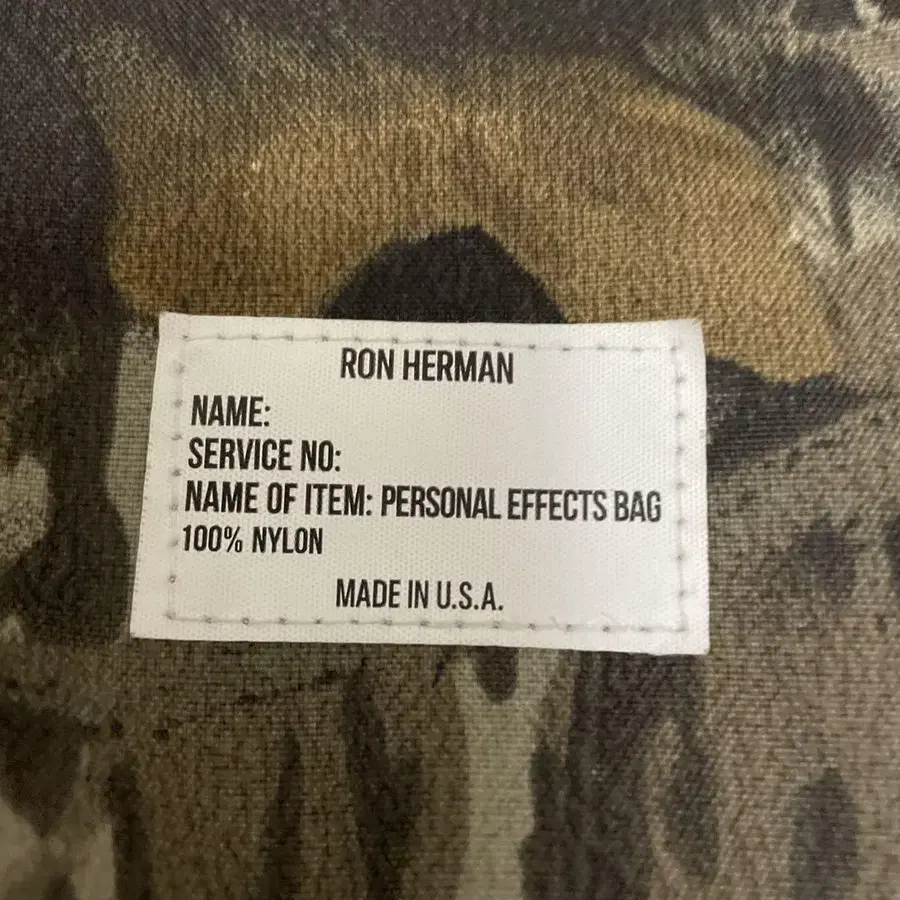 RON HERMAN
NAME:
SERVICE NO:
NAME OF ITEM: PERSONAL EFFECTS BAG
100% NYLON
MADE IN U.S.A.